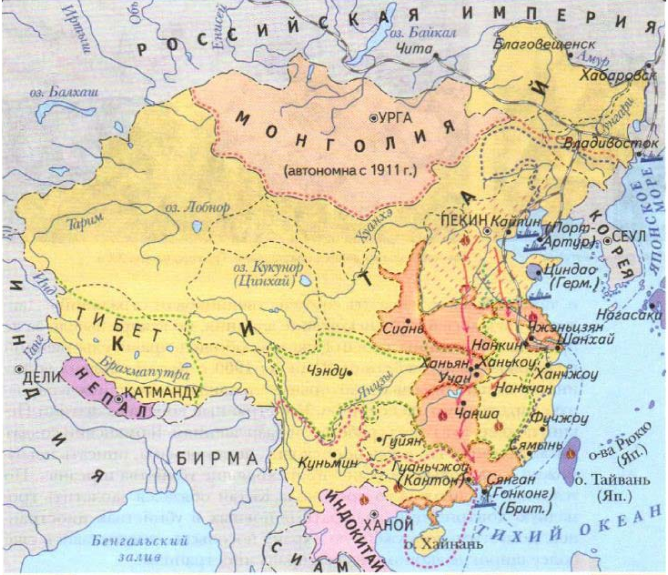 РОССИЙСКАЯ ИМПЕРИЯ
Иртыш
Обь
Енисей
оз. Байкал
Чита
Благовещенск
Амур
Хабаровск
оз. Балхаш
УРГА
МОНГОЛИЯ
(автономна с 1911 г.)
Сунгари
Владивосток
КИТАЙ
Тарим
оз. Лобнор
Хуанхэ
ПЕКИН
Кайпин
(Порт-
Артур)
КОРЕЯ
СЕУЛ
ЯПОНСКОЕ
МОРЕ
ЯПОНИЯ
оз. Кукунор
(Цинхай)
Циндао
(Герм.)
Нагасаки
Инд
ТИБЕТ
Сиань
Чжэньцзян
Нанкин
Шанхай
Ганг
Брахмапутра
ДЕЛИ
НЕПАЛ
КАТМАНДУ
Чэнду
Янцзы
Ханьян
Ханькоу
Учан
Ханчжоу
Наньчан
Чанша
Фучжоу
ИНДИЯ
БИРМА
Гуйян
Куньмин
Сямынь
о-ва Рюкю
(Яп.)
Гуаньчжоу
(Кантон)
Сянган
(Гонконг)
(Брит.)
о. Тайвань
(Яп.)
ИНДОКИТАЙ
ХАНОЙ
Бенгальский
залив
СИАМ
о. Хайнань
ТИХИЙ ОКЕАН